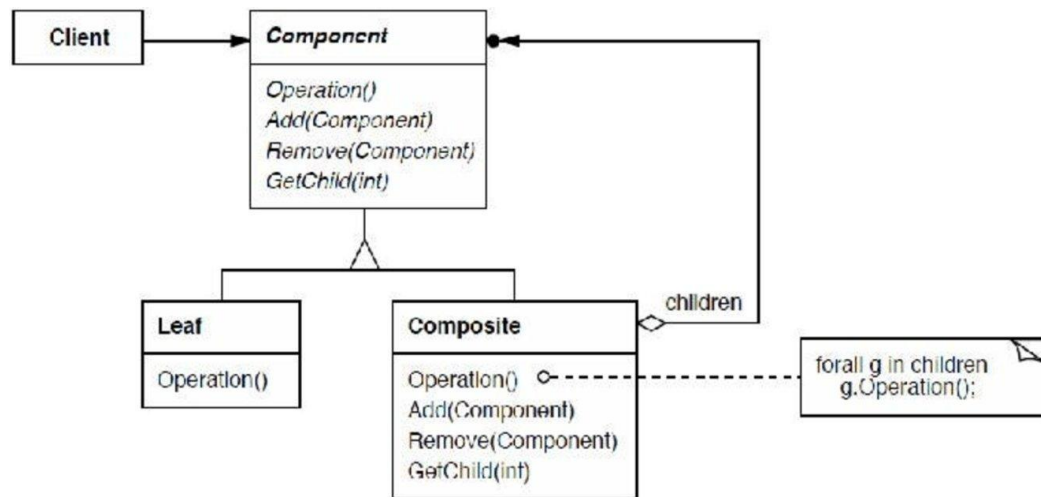 Client
Component
Operation()
Add(Component)
Remove(Component)
GetChild(int)
children
Leaf
Operation()
Composite
Operation()
Add(Component)
Remove(Component)
GetChild(int)
forall g in children
g.Operation();